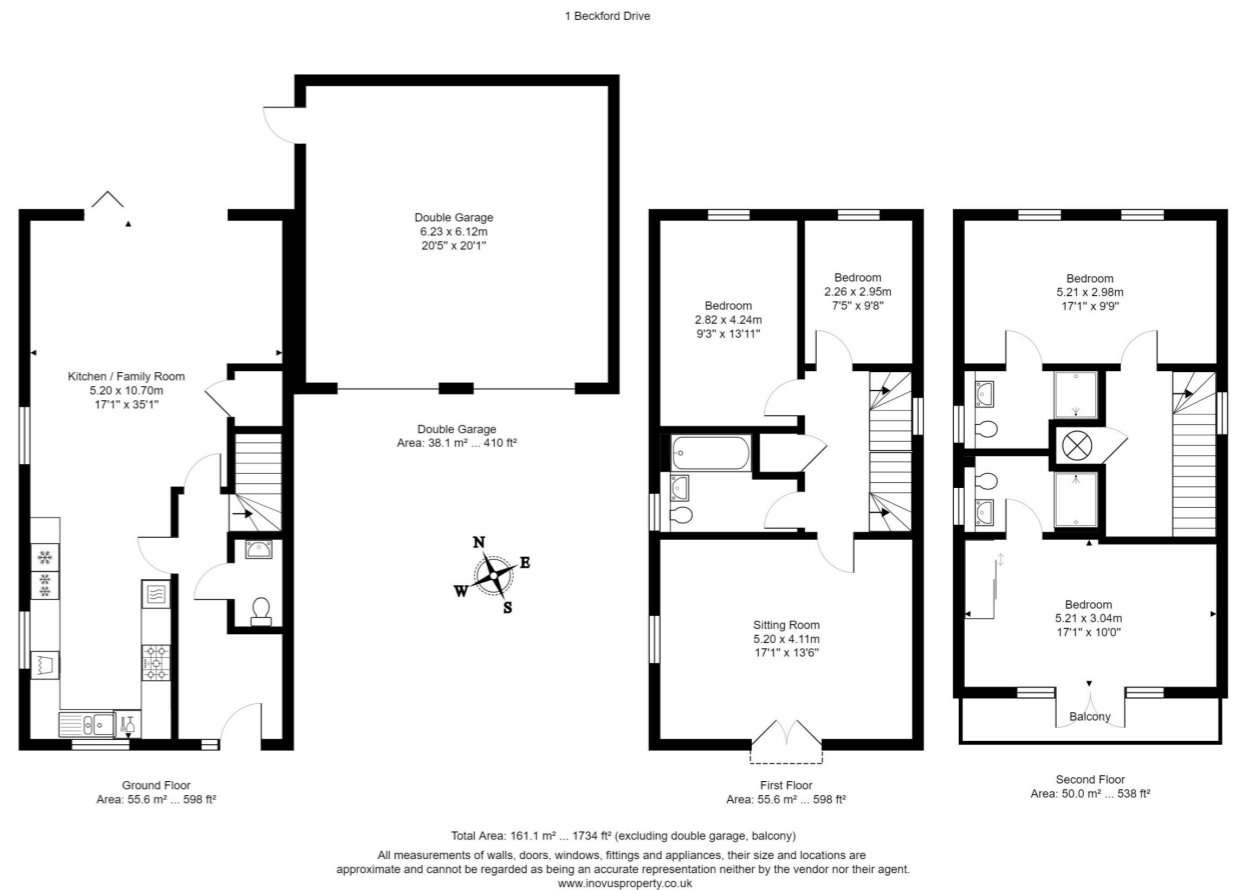 1 Beckford Drive
Double Garage
6.23 x 6.12m
20'5" x 20'1"
Kitchen / Family Room
5.20 x 10.70m
17'1" x 35'1"
Double Garage
Area: 38.1 m² ... 410 ft²
N
E
W
S
Ground Floor
Area: 55.6 m² ... 598 ft²
Bedroom
2.82 x 4.24m
9'3" x 13'11"
Bedroom
2.26 x 2.95m
7'5" x 9'8"
Sitting Room
5.20 x 4.11m
17'1" x 13'6"
First Floor
Area: 55.6 m² ... 598 ft²
Bedroom
5.21 x 2.98m
17'1" x 9'9"
Bedroom
5.21 x 3.04m
17'1" x 10'0"
Balcony
Second Floor
Area: 50.0 m² ... 538 ft²
Total Area: 161.1 m² ... 1734 ft² (excluding double garage, balcony)
All measurements of walls, doors, windows, fittings and appliances, their size and locations are
approximate and cannot be regarded as being an accurate representation neither by the vendor nor their agent.
www.inovusproperty.co.uk